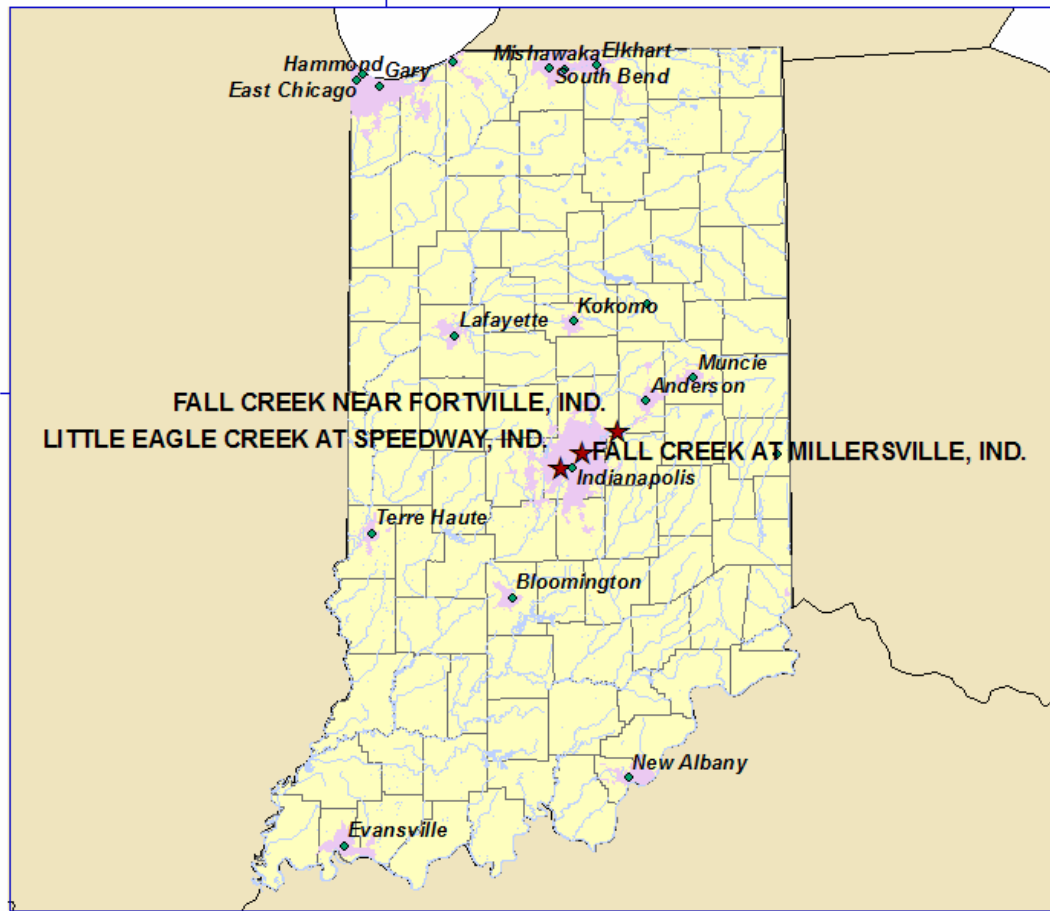 Mishawaka
Elkhart
Hammond
Gary
South Bend
East Chicago
Kokomo
Lafayette
Muncie
Anderson
FALL CREEK NEAR FORTVILLE, IND.
LITTLE EAGLE CREEK AT SPEEDWAY, IND.
FALL CREEK AT MILLERSVILLE, IND.
Indianapolis
Terre Haute
Bloomington
New Albany
Evansville